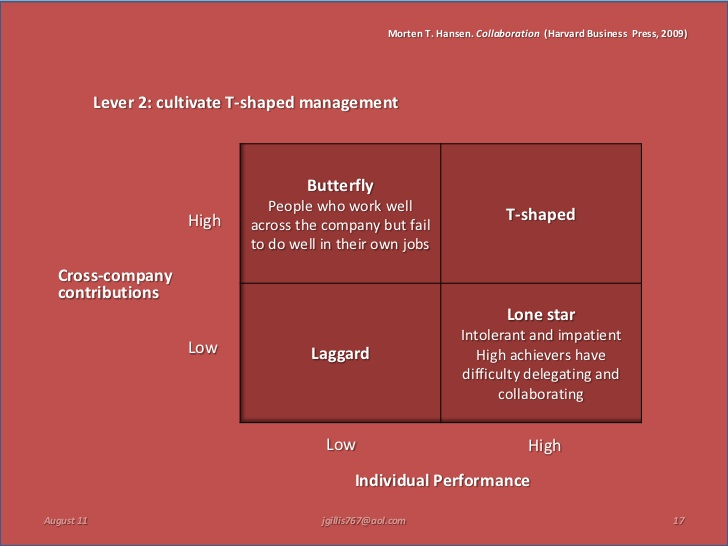 Morten T. Hansen. Collaboration (Harvard Business Press, 2009)
Lever 2: cultivate T-shaped management
Butterfly
People who work well
across the company but fail
to do well in their own jobs
T-shaped
High
Cross-company
contributions
Low
Laggard
Lone star
Intolerant and impatient
High achievers have
difficulty delegating and
collaborating
Low
High
Individual Performance
August 11
jgillis767@aol.com
17